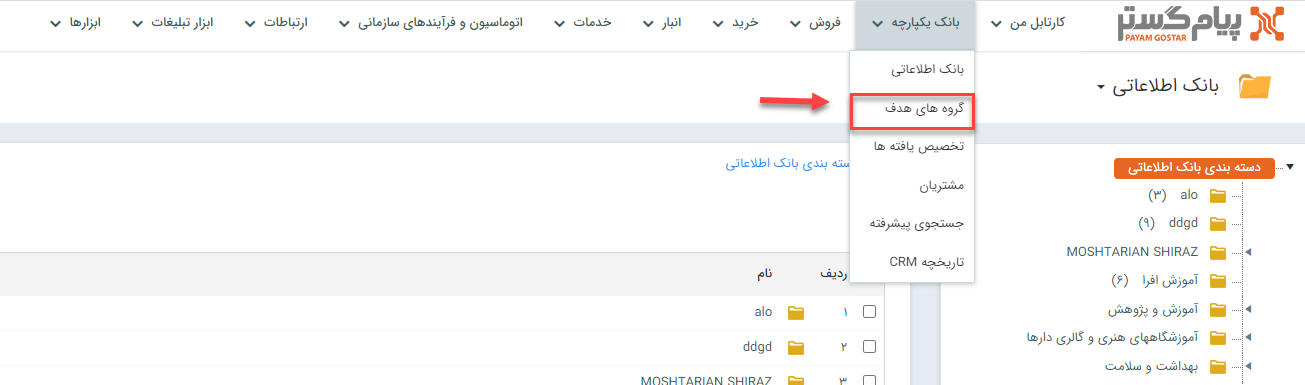 پیام گستر
PAYAM GOSTAR
کارتابل من
بانک یکپارچه
فروش
خرید
انبار
خدمات
اتوماسیون و فرآیندهای سازمانی
ارتباطات
ابزار تبلیغات
ابزارها
بانک اطلاعاتی
بانک اطلاعاتی
گروه های هدف
تخصیص یافته ها
مشتریان
جستجوی پیشرفته
تاریخچه CRM
دسته بندی بانک اطلاعاتی
alo (۳)
ddgd (۹)
MOSHTARIAN SHIRAZ
آموزش افرا (۶)
آموزش و پژوهش
آموزشگاههای هنری و گالری دارها
بهداشت و سلامت
سته بندی بانک اطلاعاتی
ردیف نام
۱ alo
۲ ddgd
۳ MOSHTARIAN SHIRAZ